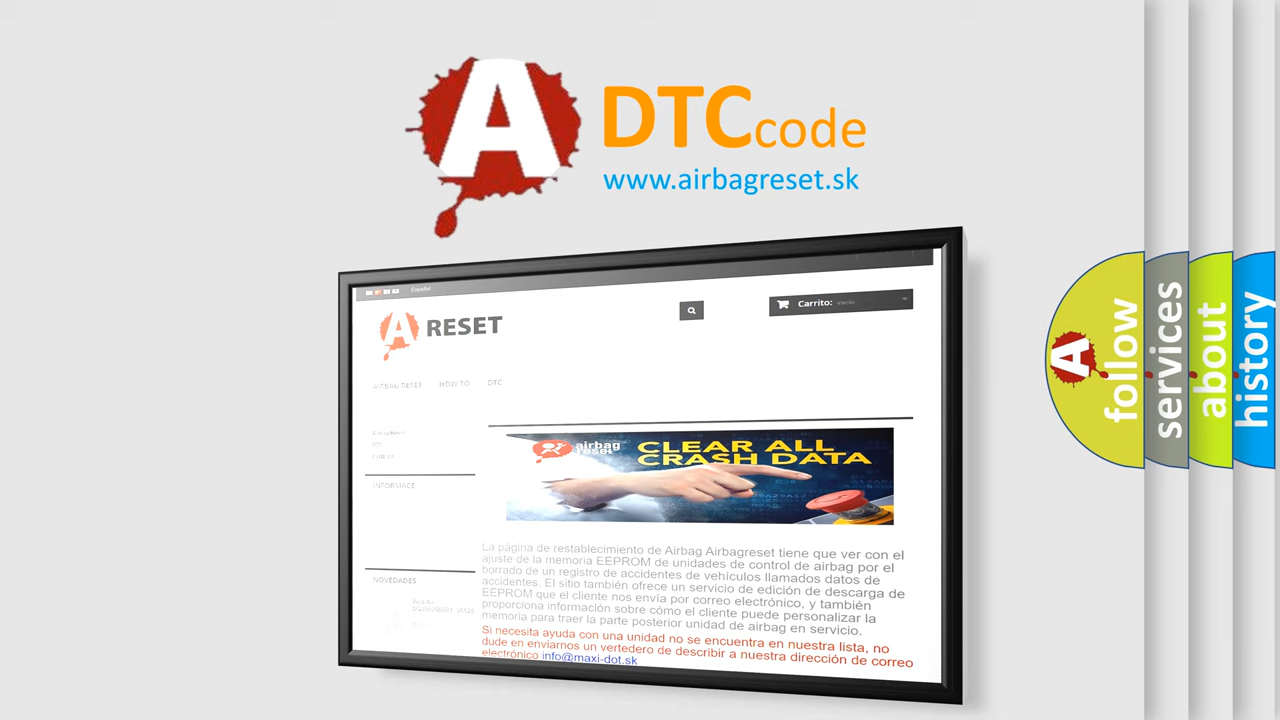 A
DTCcode
www.airbagreset.sk
Español
A RESET
Carrito: vacío
AIRBAG RESET HOW TO DTC
airbag
reset
CLEAR ALL
CRASH DATA
INFORMACE
NOVEDADES
La página de restablecimiento de Airbag Airbagreset tiene que ver con el
ajuste de la memoria EEPROM de unidades de control de airbag por el
borrado de un registro de accidentes de vehículos llamados datos de
accidentes. El sitio también ofrece un servicio de edición de descarga de
EEPROM que el cliente nos envía por correo electrónico, y también
proporciona información sobre cómo el cliente puede personalizar la
memoria para traer la parte posterior unidad de airbag en servicio.
Si necesita ayuda con una unidad no se encuentra en nuestra lista, no
dude en enviarnos un vertedero de describir a nuestra dirección de correo
electrónico info@maxi-dot.sk
A
follow
services
about
history